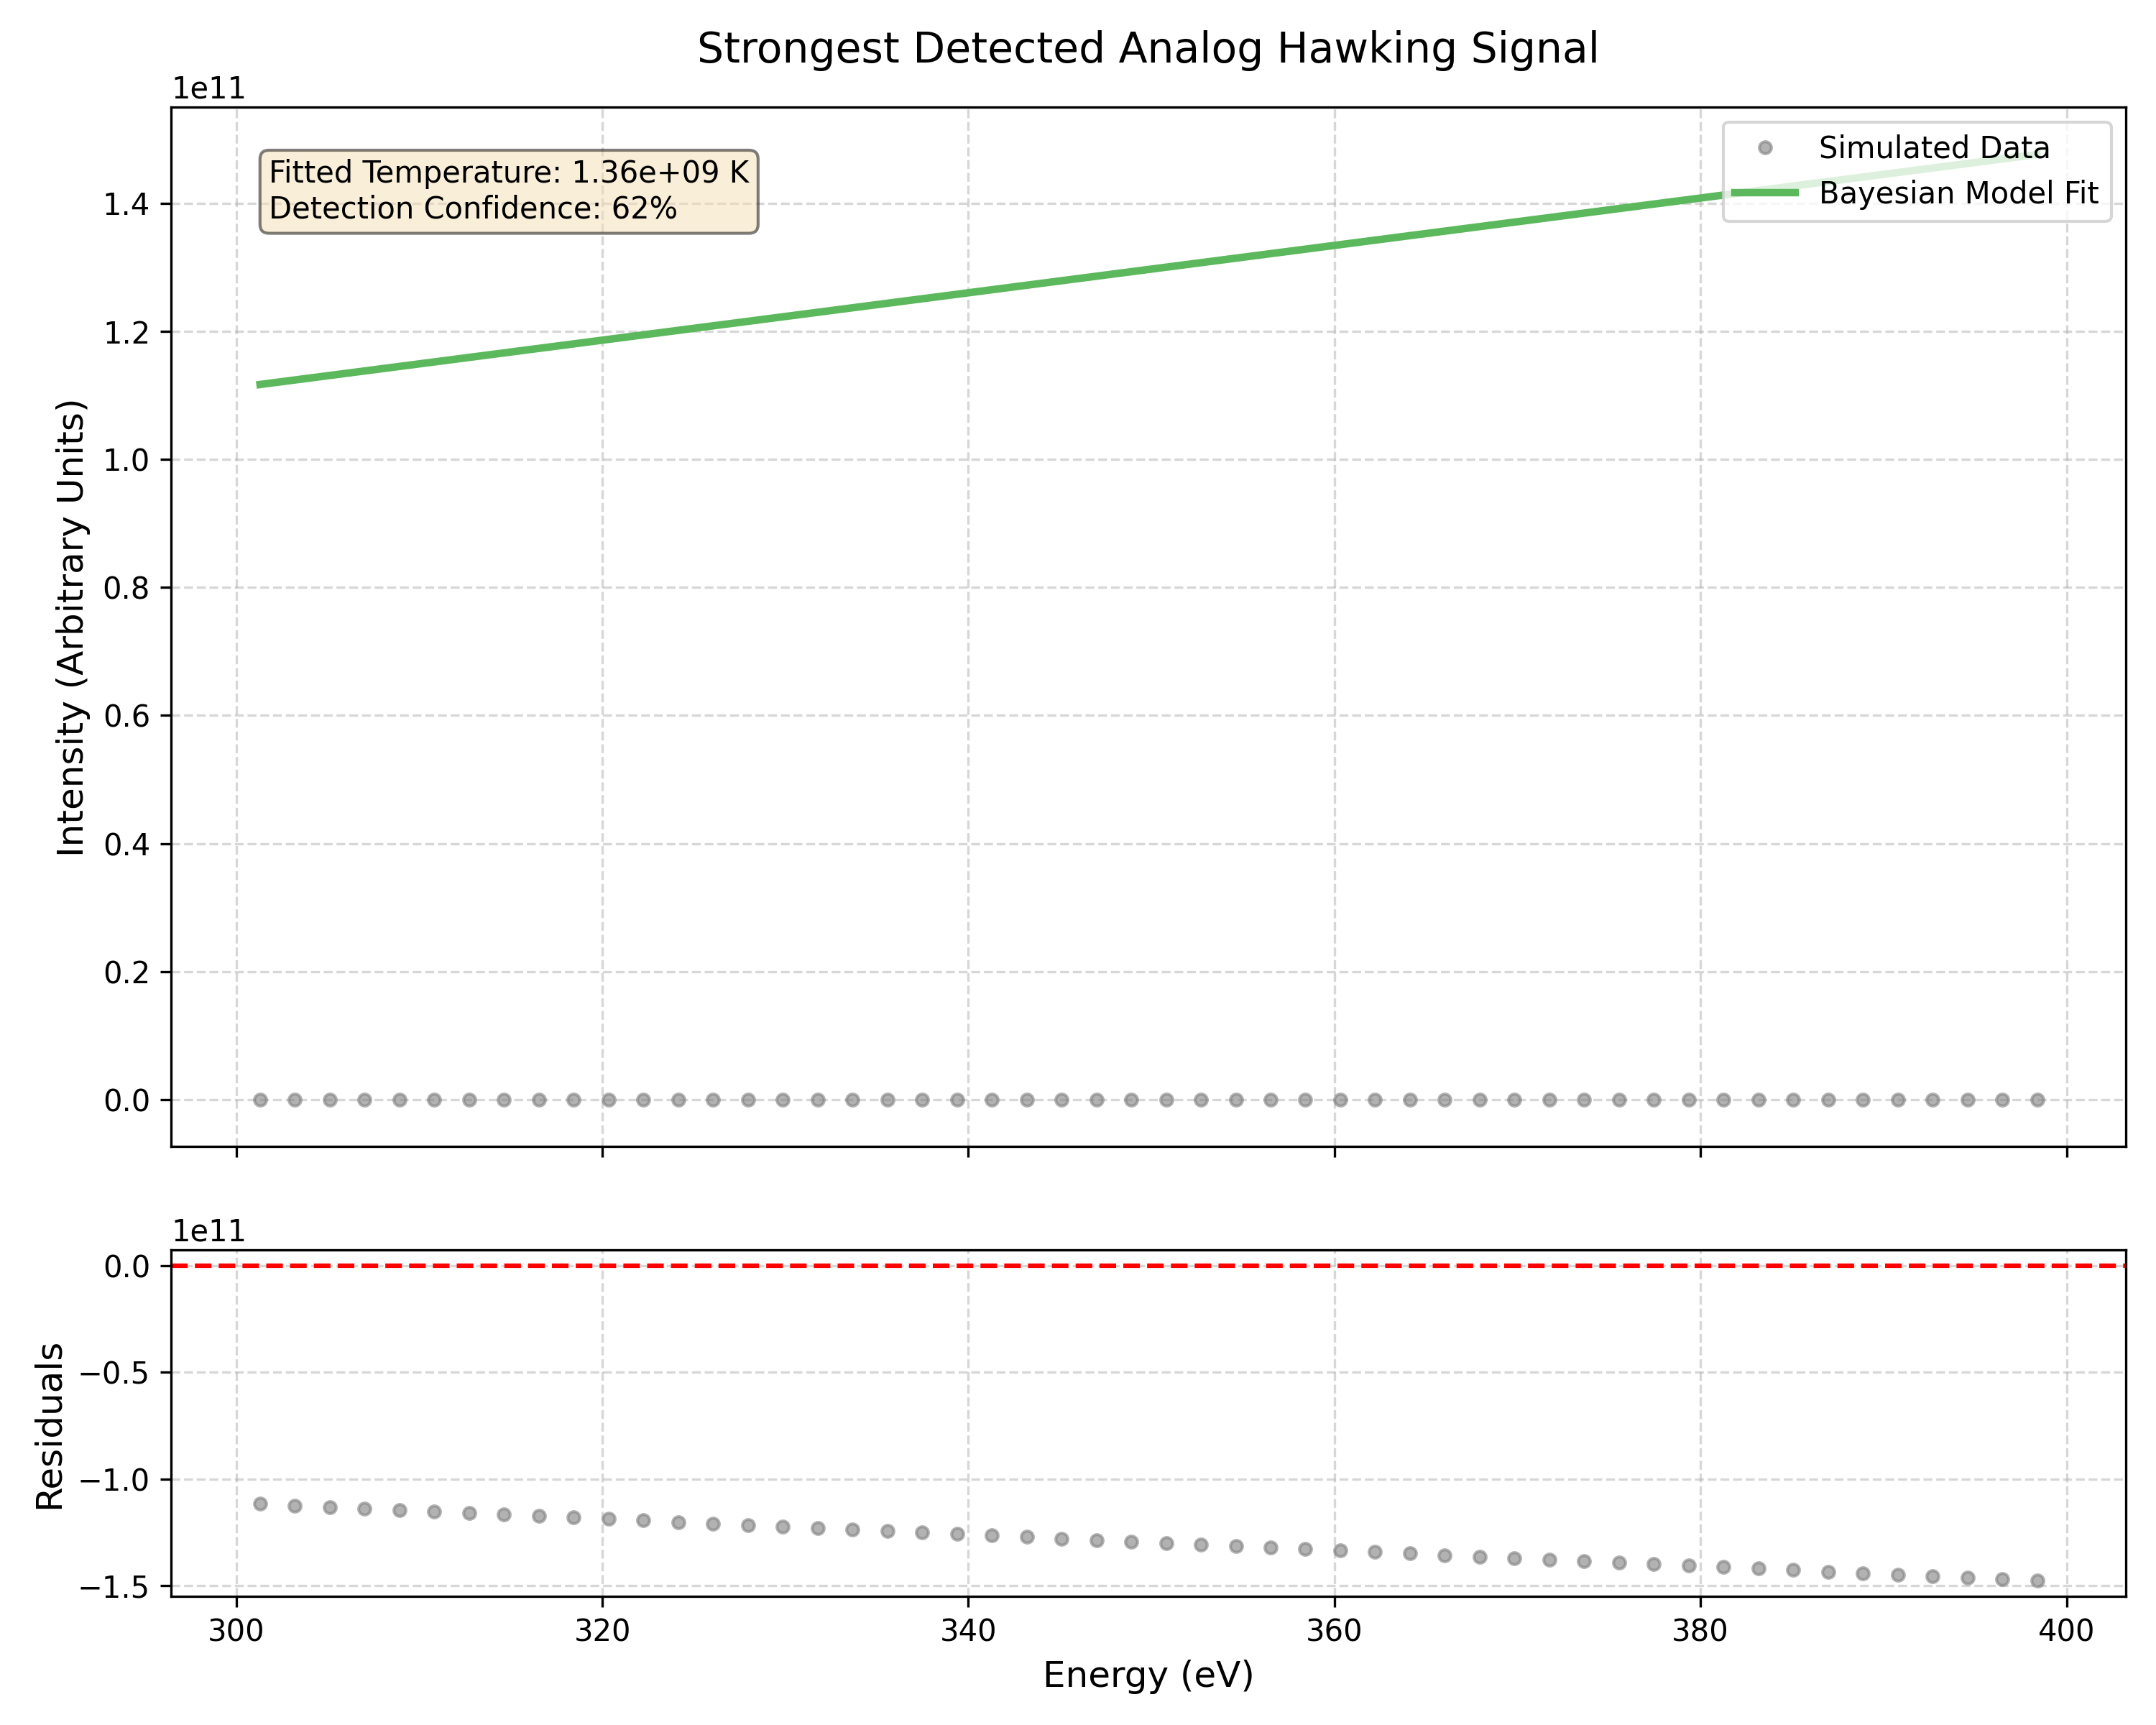 Strongest Detected Analog Hawking Signal
1e11
Fitted Temperature: 1.36e+09 K
Detection Confidence: 62%
Simulated Data
Bayesian Model Fit
Intensity (Arbitrary Units)
1.4
1.2
1.0
0.8
0.6
0.4
0.2
0.0
1e11
Residuals
0.0
−0.5
−1.0
−1.5
300
320
340
360
380
400
Energy (eV)